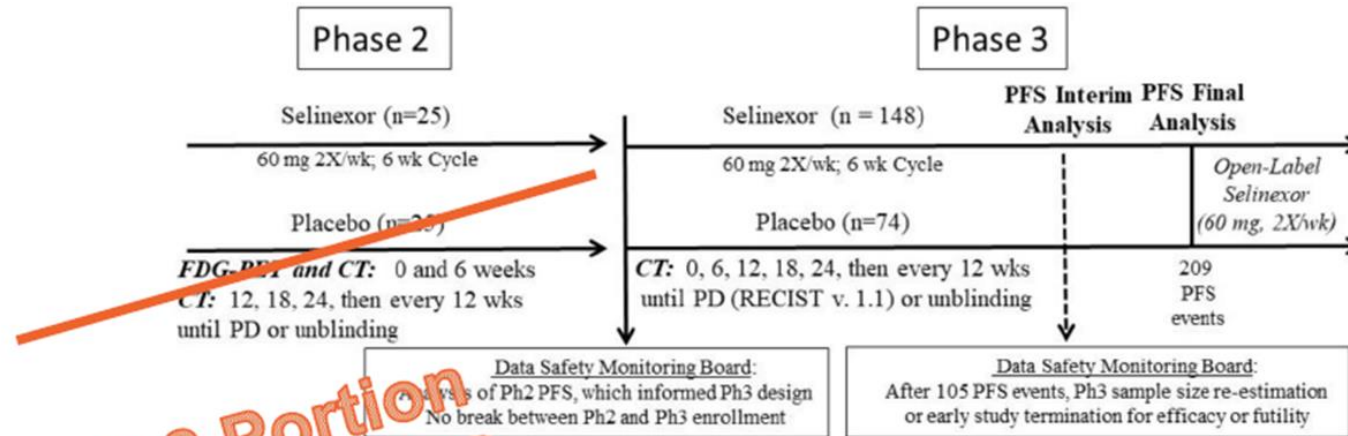 Phase 2
Phase 3
Selinexor (n=25)
60 mg 2X/wk; 6 wk Cycle
Placebo (n=25)
FDG-PET and CT: 0 and 6 weeks
CT: 12, 18, 24, then every 12 wks
until PD or unblinding
Selinexor (n = 148)
60 mg 2X/wk; 6 wk Cycle
Placebo (n=74)
CT: 0, 6, 12, 18, 24, then every 12 wks
until PD (RECIST v. 1.1) or unblinding
PFS Interim
Analysis
PFS Final
Analysis
Open-Label
Selinexor
(60 mg, 2X/wk)
209
PFS
events
Data Safety Monitoring Board:
Analysis of Ph2 PFS, which informed Ph3 design
No break between Ph2 and Ph3 enrollment
Data Safety Monitoring Board:
After 105 PFS events, Ph3 sample size re-estimation
or early study termination for efficacy or futility
Portion